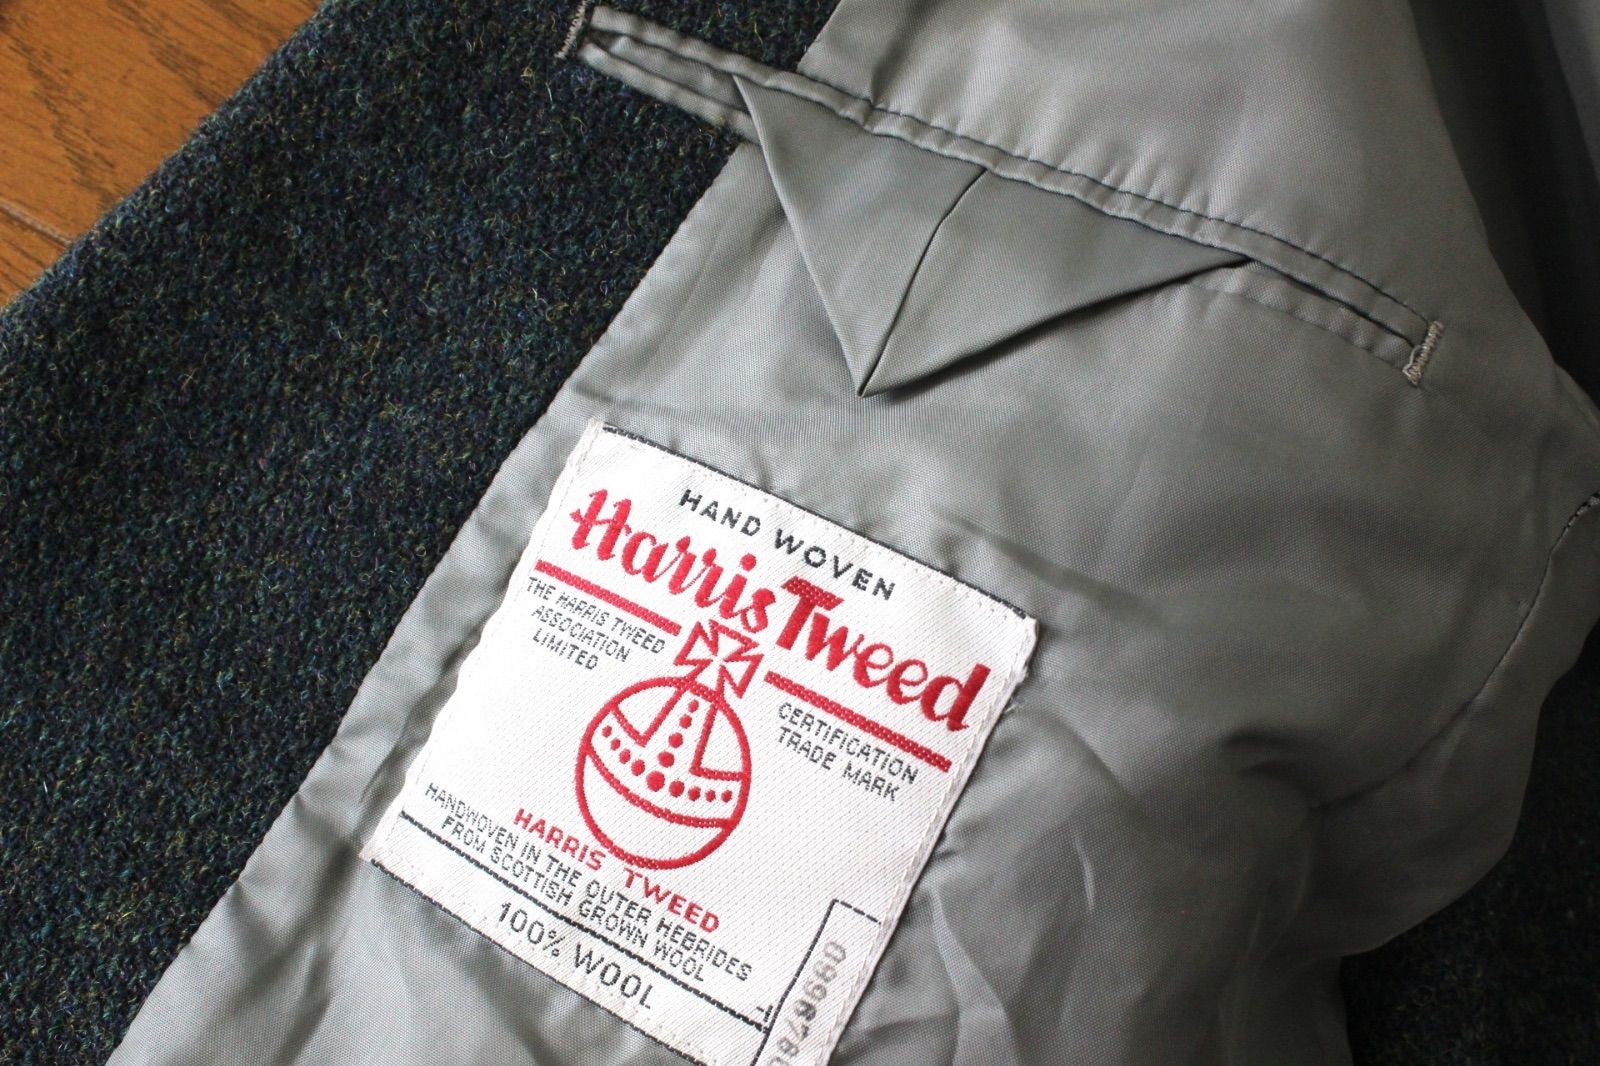 HAND WOVEN
Harris Tweed
THE HARRIS TWEED
ASSOCIATION
LIMITED
CERTIFICATION
TRADE MARK
HARRIS TWEED
HANDWOVEN IN THE OUTER HEBRIDES
FROM SCOTTISH GROWN WOOL
100% WOOL